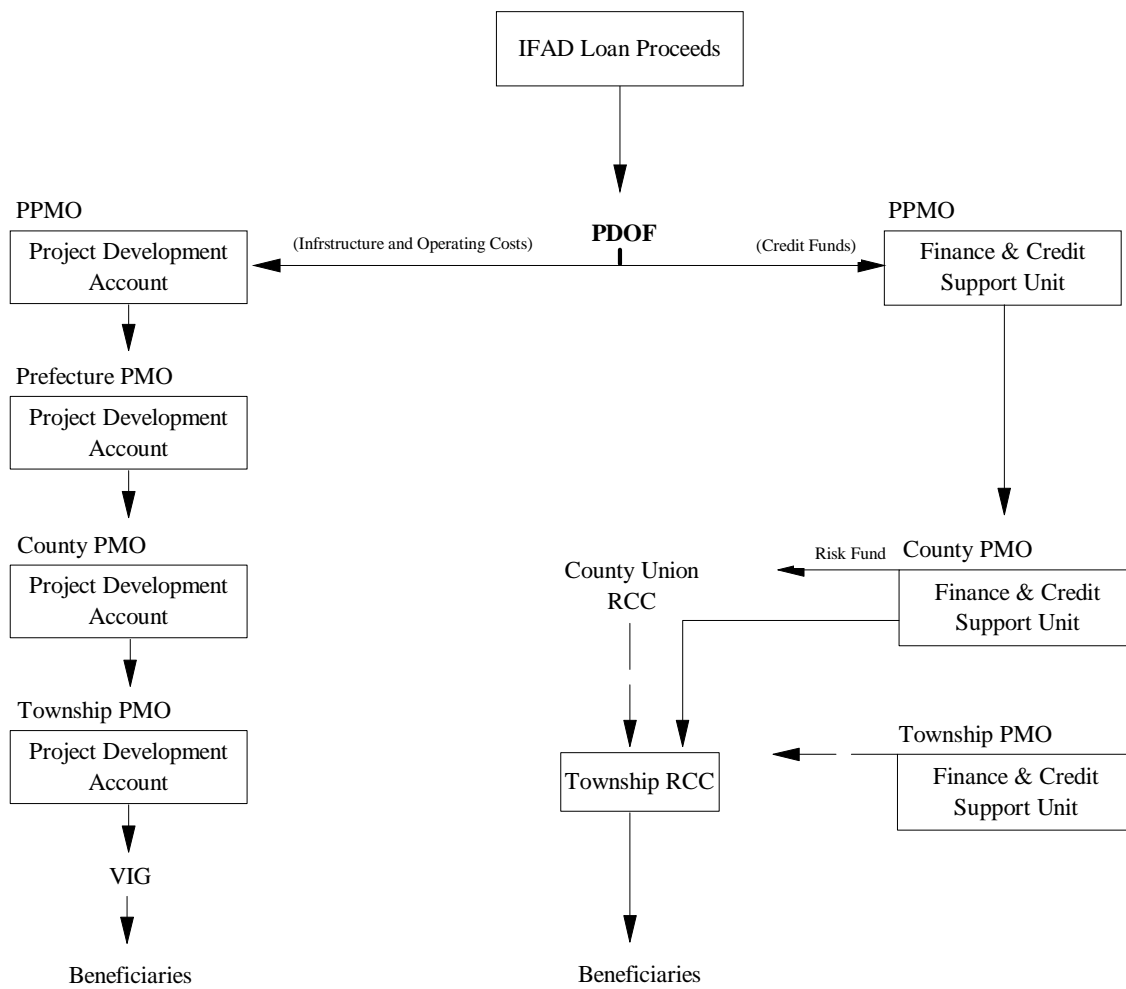 IFAD Loan Proceeds
PPMO
PDOF
PPMO
(Infrstructure and Operating Costs)
(Credit Funds)
Project Development
Account
Finance & Credit
Support Unit
Prefecture PMO
Project Development
Account
County PMO
Project Development
Account
County Union
RCC
Risk Fund
County PMO
Finance & Credit
Support Unit
Township PMO
Project Development
Account
Township RCC
Township PMO
Finance & Credit
Support Unit
VIG
Beneficiaries
Beneficiaries